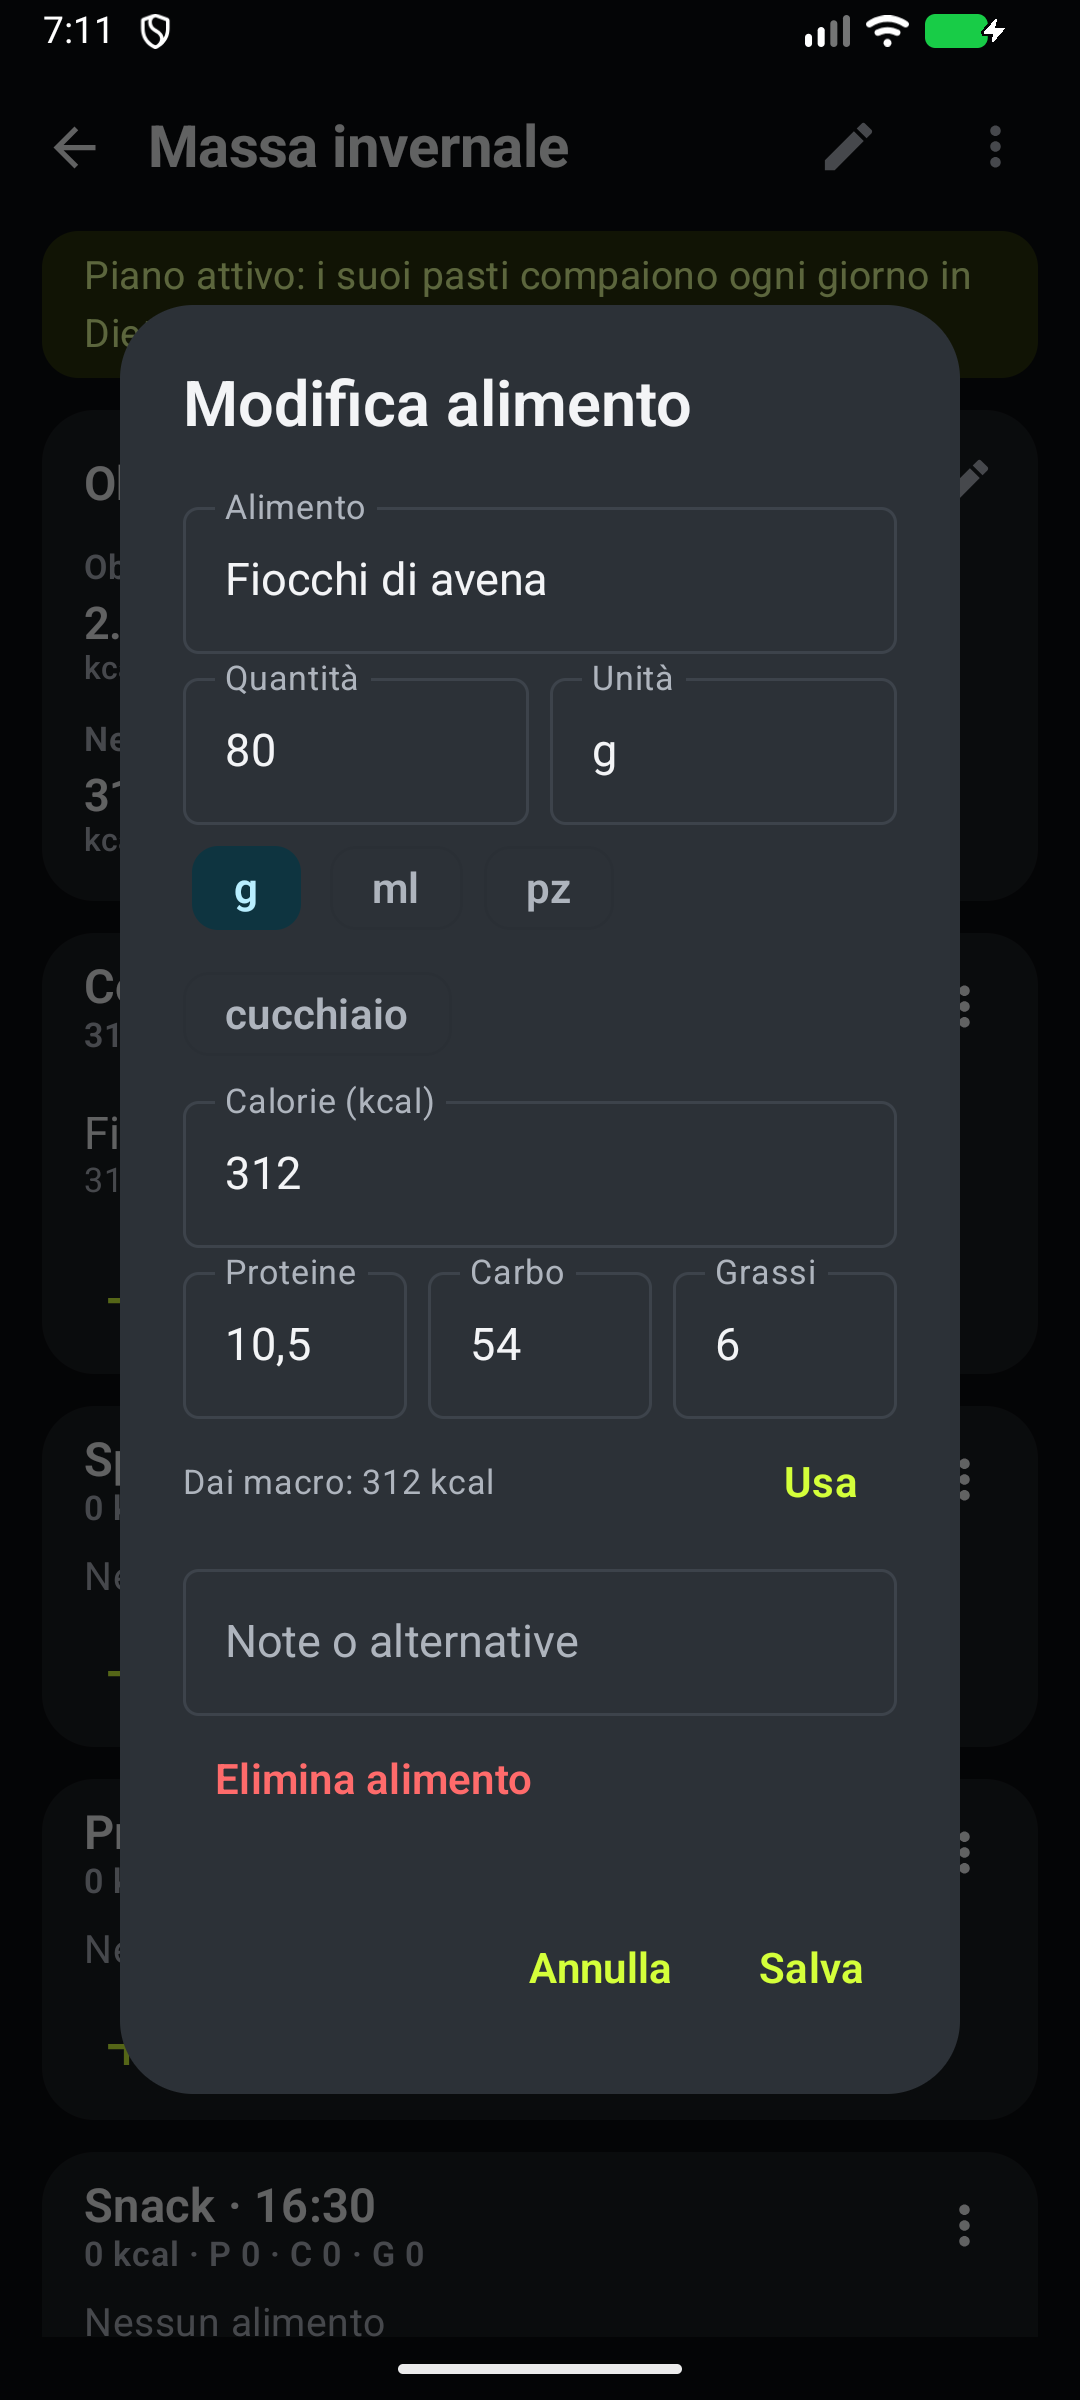 7:11
Massa invernale
Piano attivo: i suoi pasti compaiono ogni giorno in
Modifica alimento
Alimento
Fiocchi di avena
Quantità
80
Unità
g
g
ml
pz
cucchiaio
Calorie (kcal)
312
Proteine
10,5
Carbo
54
Grassi
6
Dai macro: 312 kcal
Usa
Note o alternative
Elimina alimento
Annulla
Salva
Snack · 16:30
0 kcal · P 0 · C 0 · G 0
Nessun alimento